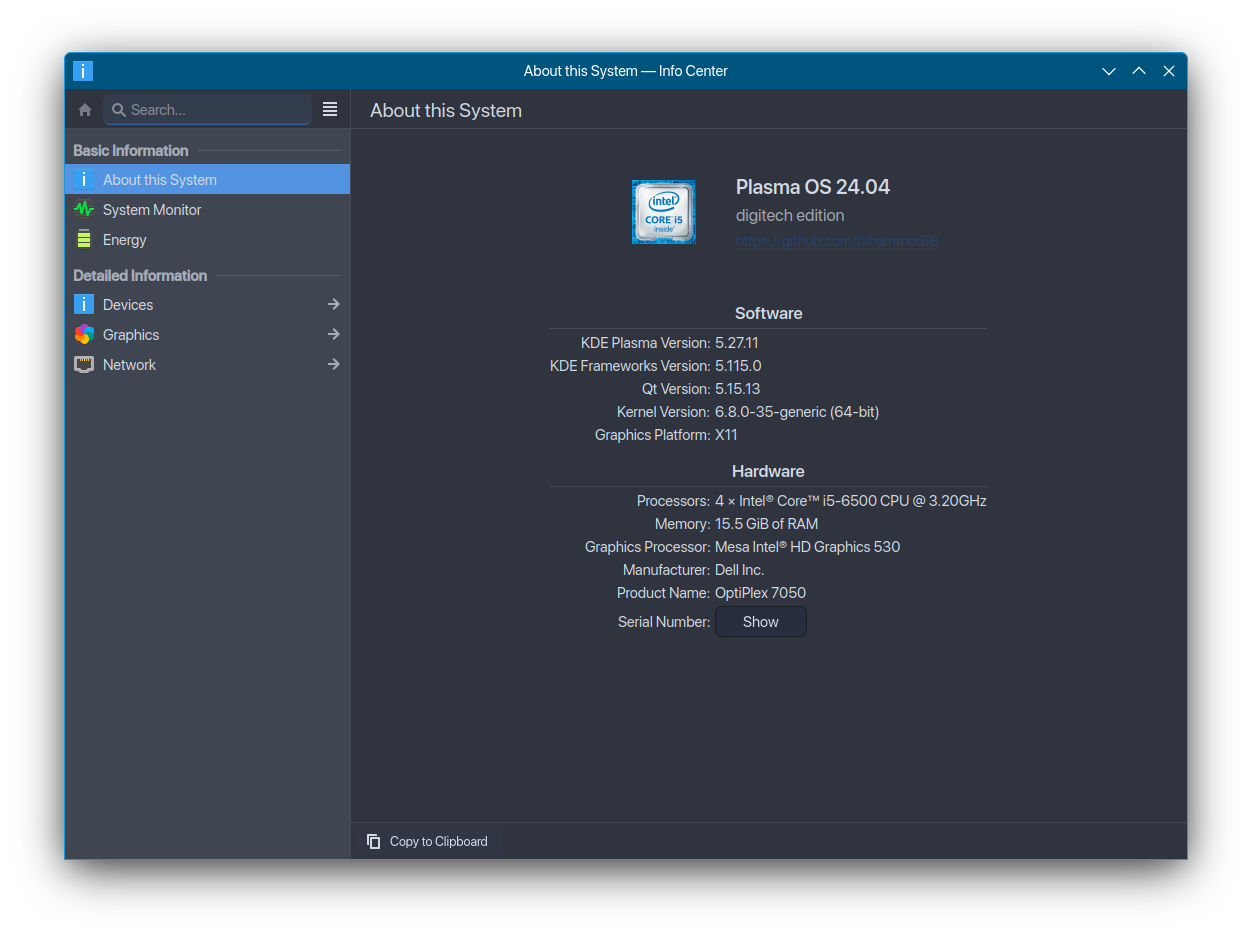 About this System — Info Center
Search...
About this System
Basic Information
About this System
System Monitor
Energy
Detailed Information
Devices
Graphics
Network
intel
CORE i5
inside
Plasma OS 24.04
digitech edition
https://github.com/txhammer68
Software
KDE Plasma Version: 5.27.11
KDE Frameworks Version: 5.115.0
Qt Version: 5.15.13
Kernel Version: 6.8.0-35-generic (64-bit)
Graphics Platform: X11
Hardware
Processors: 4 × Intel® Core™ i5-6500 CPU @ 3.20GHz
Memory: 15.5 GiB of RAM
Graphics Processor: Mesa Intel® HD Graphics 530
Manufacturer: Dell Inc.
Product Name: OptiPlex 7050
Serial Number: Show
Copy to Clipboard